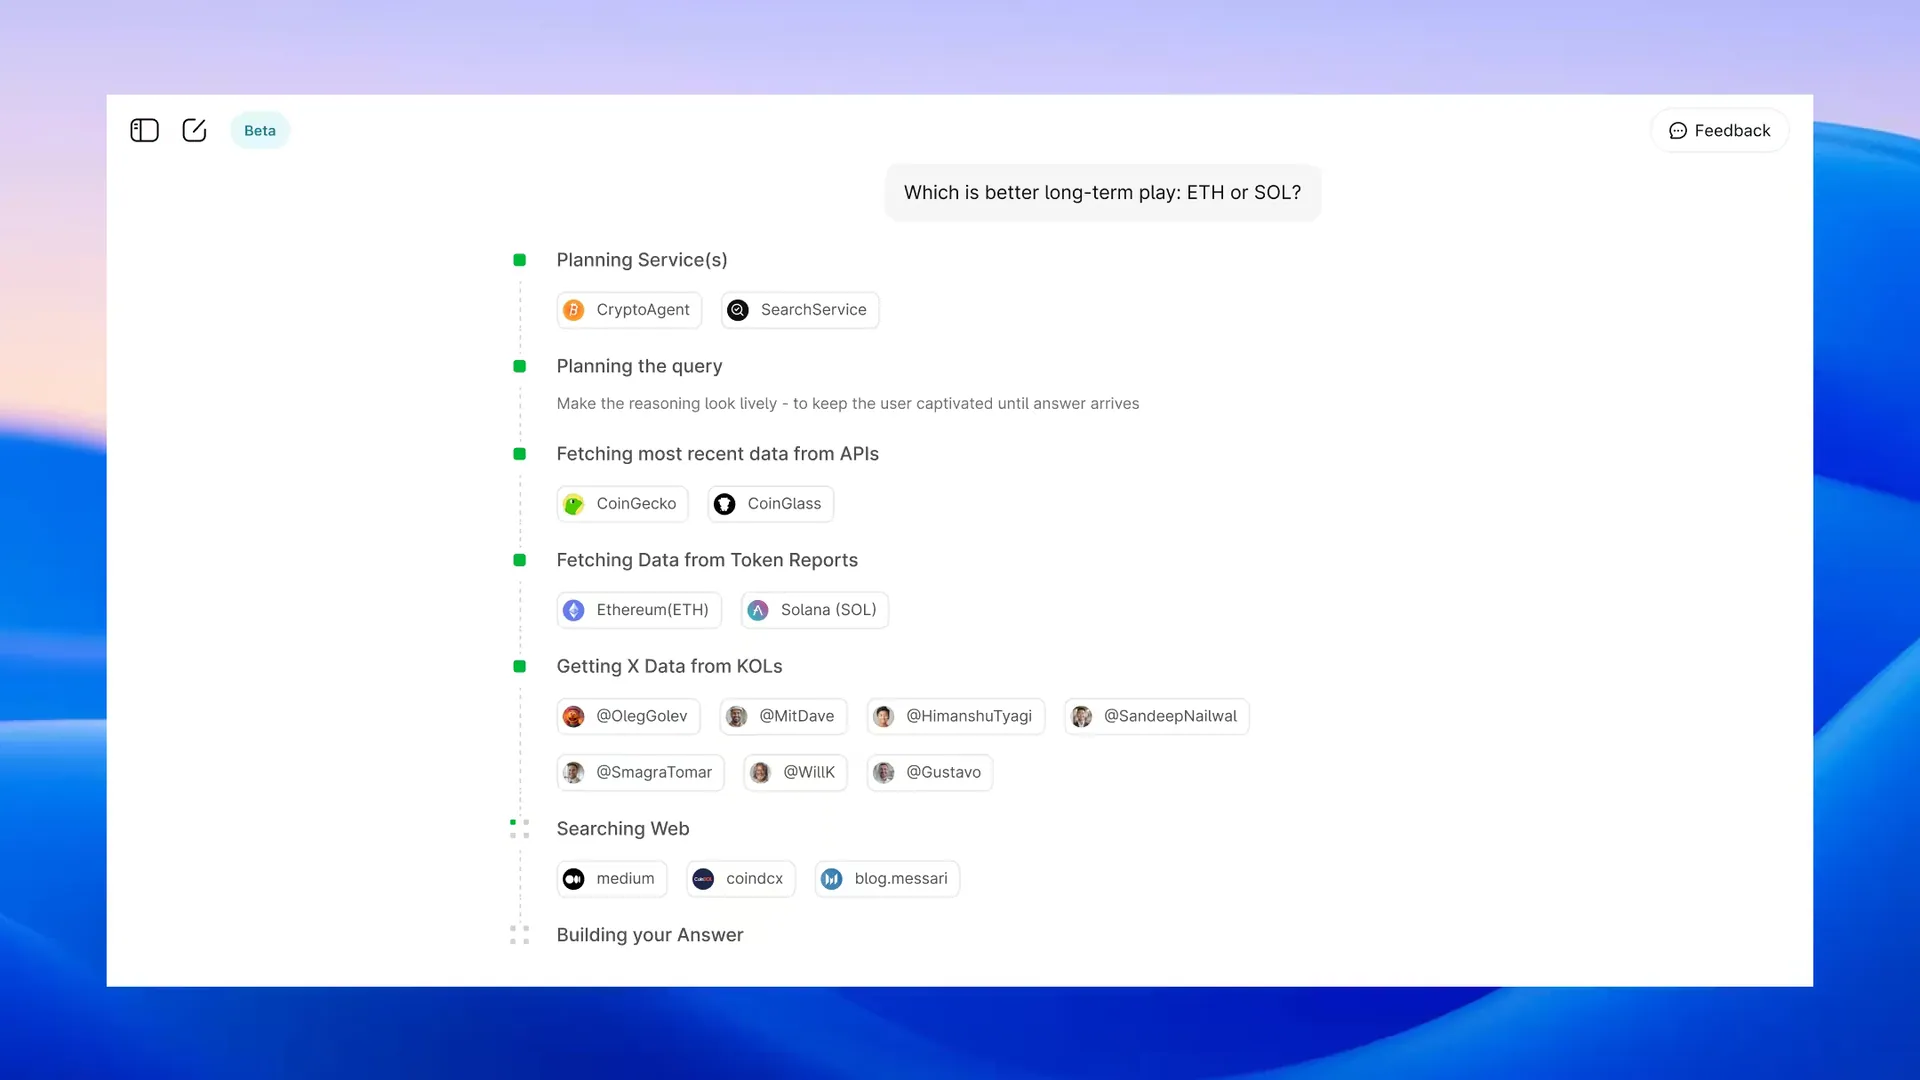 Beta
Feedback
Which is better long-term play: ETH or SOL?
Planning Service(s)
CryptoAgent SearchService
Planning the query
Make the reasoning look lively - to keep the user captivated until answer arrives
Fetching most recent data from APIs
CoinGecko CoinGlass
Fetching Data from Token Reports
Ethereum(ETH) Solana (SOL)
Getting X Data from KOLs
@OlegGolev @MitDave @HimanshuTyagi @SandeepNailwal
@SmagraTomar @WillK @Gustavo
Searching Web
medium coindcx blog.messari
Building your Answer